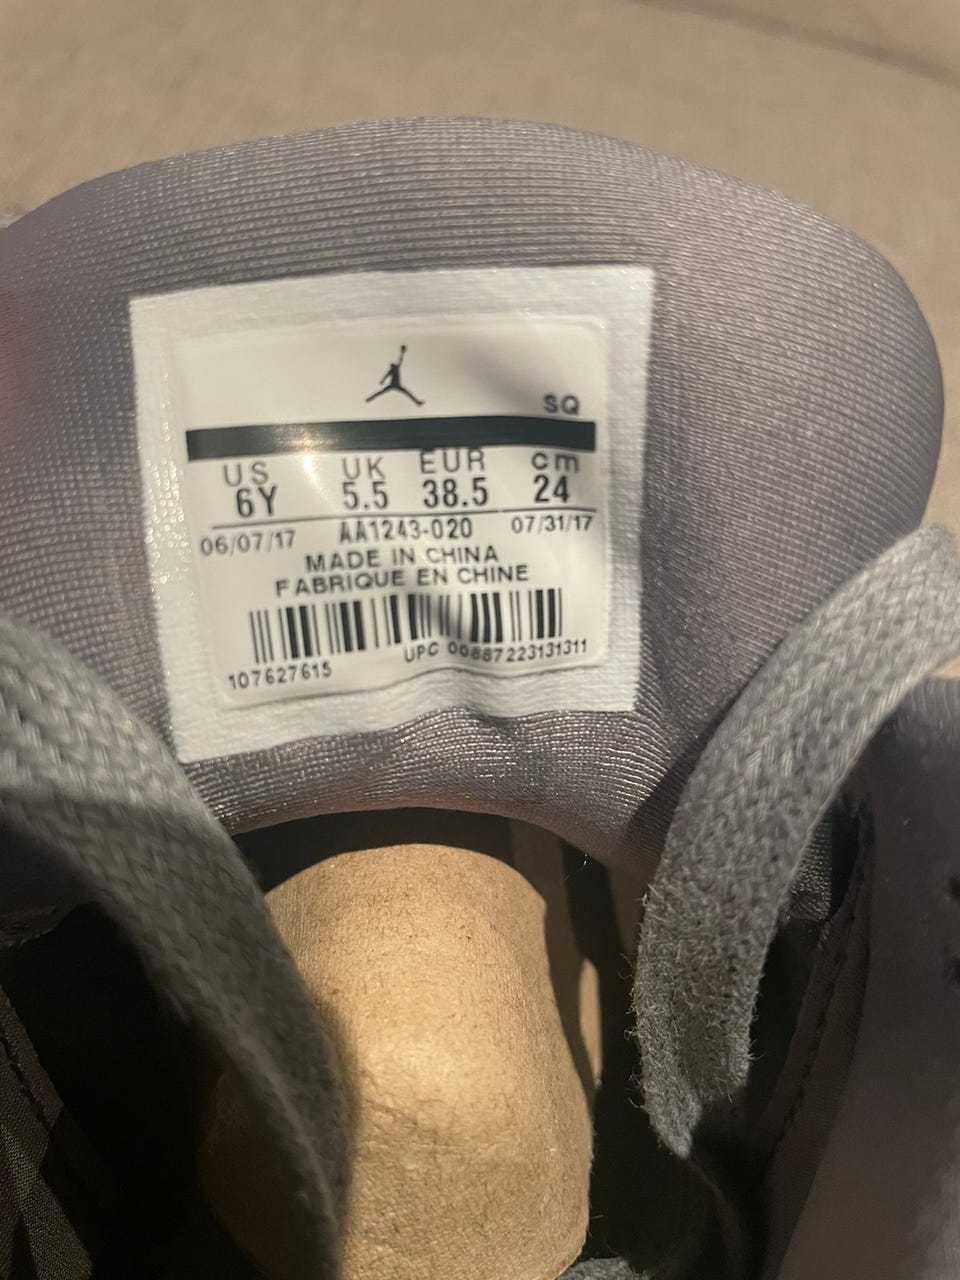 SQ
US UK EUR cm
6Y 5.5 38.5 24
06/07/17 AA1243-020 07/31/17
MADE IN CHINA
FABRIQUE EN CHINE
107627615 UPC 00887223131311